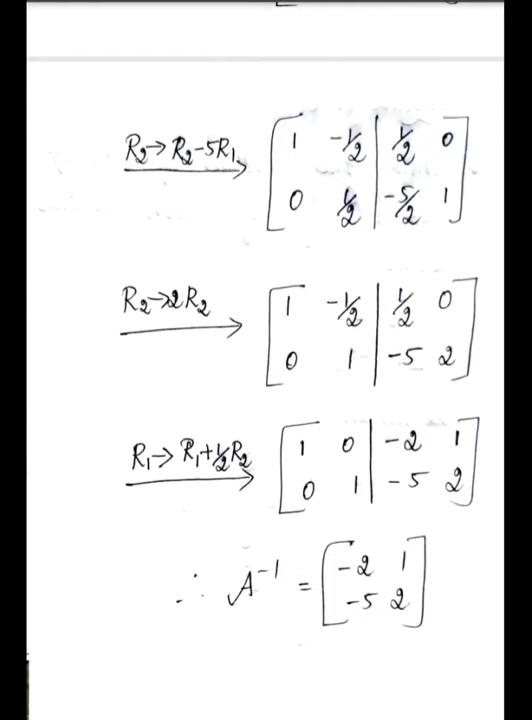 R₂→R₂-5R₁ [1 -1/2 | 1/2 0
0 1/2 | -5/2 1]
R₂→2R₂ [1 -1/2 | 1/2 0
0 1 | -5 2]
R₁→R₁+1/2R₂ [1 0 | -2 1
0 1 | -5 2]
∴ A⁻¹ = [-2 1
-5 2]